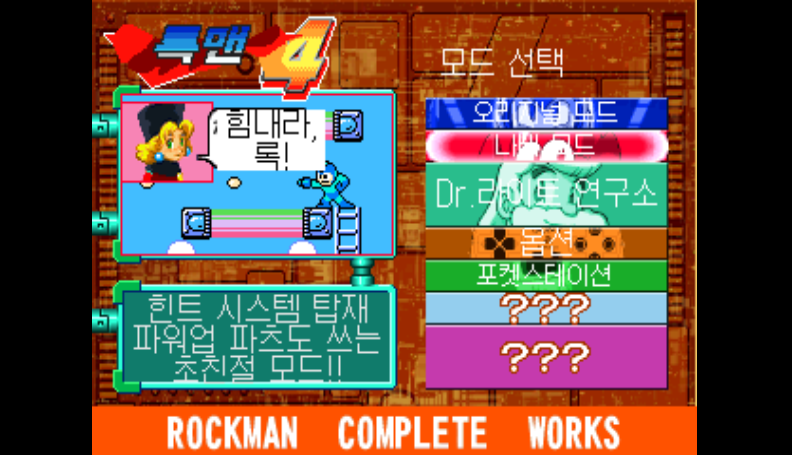 록맨 4
모드 선택
힘내라,
록!
오리지널 모드
내비 모드
Dr.라이트 연구소
옵션
포켓스테이션
???
???
힌트 시스템 탑재
파워업 파츠도 쓰는
초친절 모드!!
ROCKMAN COMPLETE WORKS